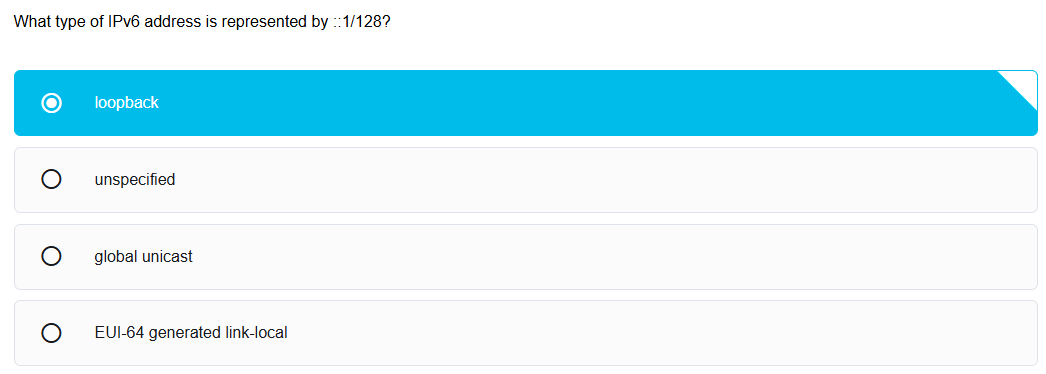 What type of IPv6 address is represented by ::1/128?
loopback
unspecified
global unicast
EUI-64 generated link-local